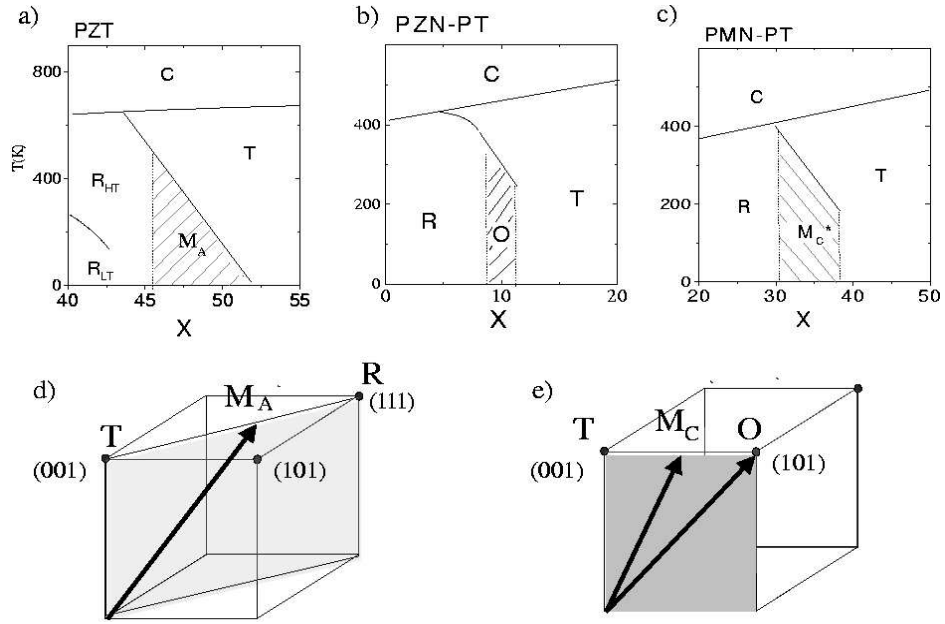 a)
PZT
T(K)
800
400
0
C
T
R_HT
R_LT
M_A
40 45 50 55
X
b)
PZN-PT
400
200
0
C
R
O
T
0 10 20
X
c)
PMN-PT
400
200
0
C
R
M_C*
T
20 30 40 50
X
d)
R
M_A
(111)
T
(001)
(101)
e)
T
M_C
O
(001)
(101)